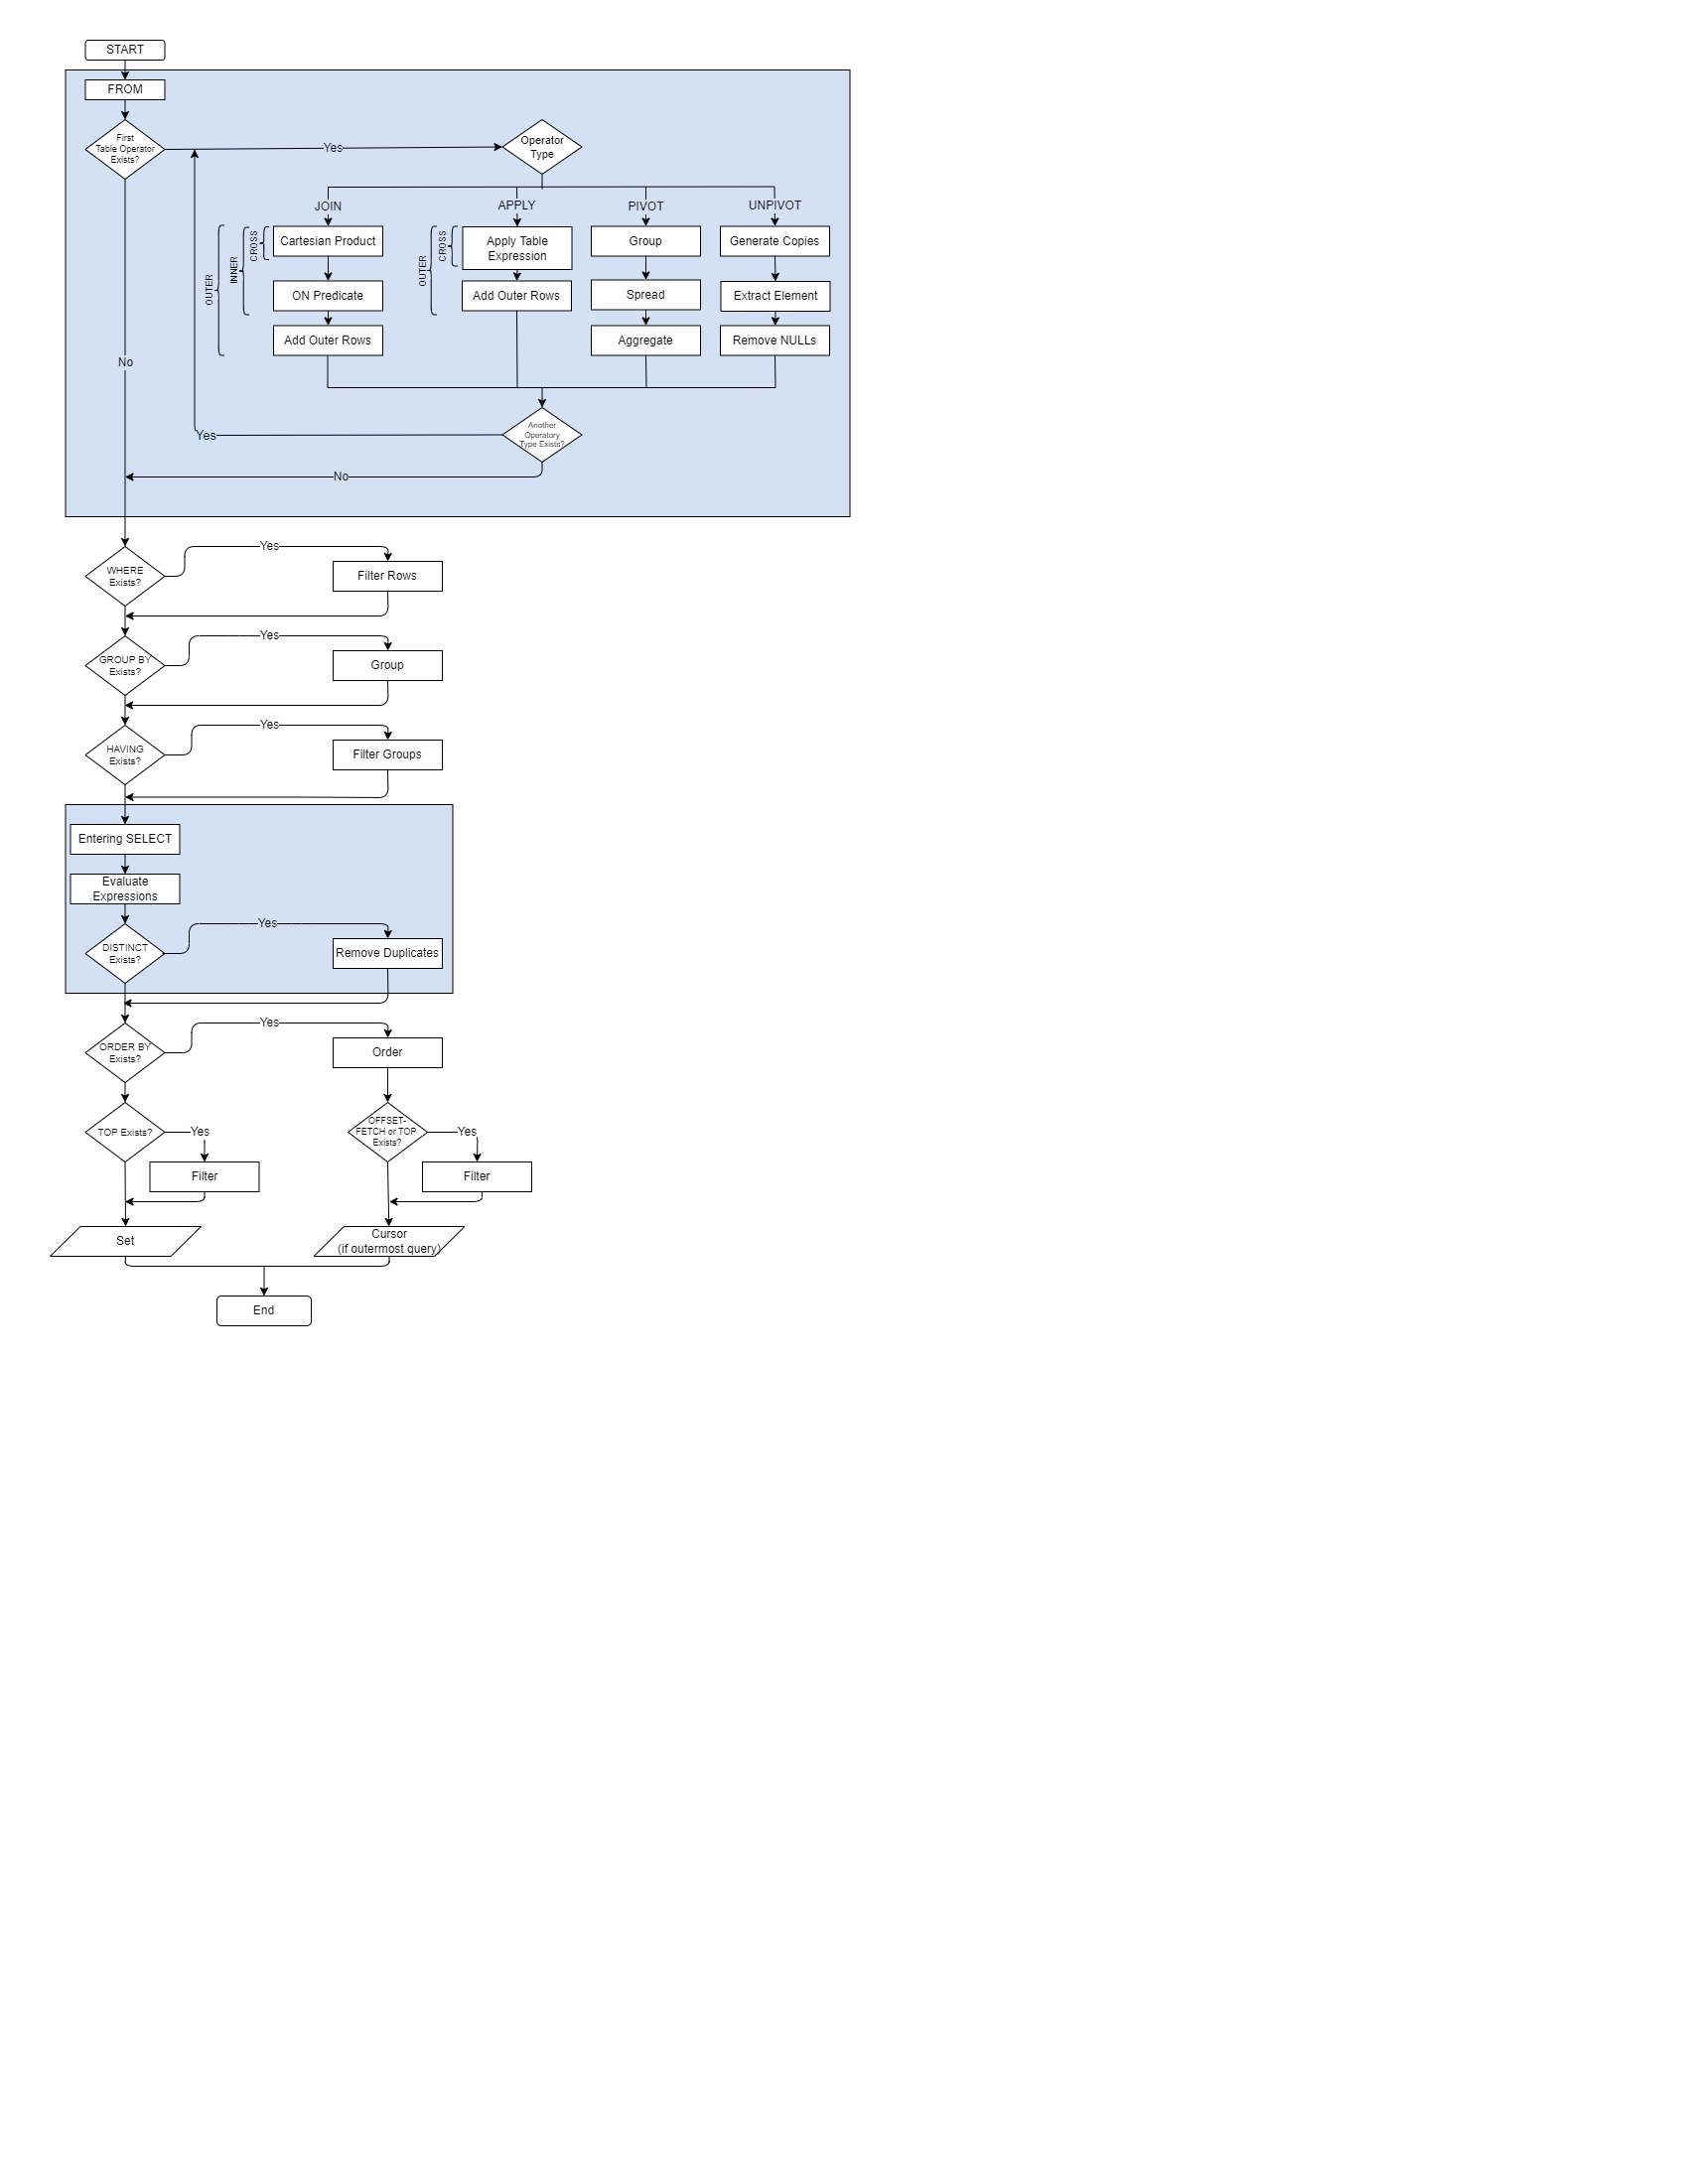 START
FROM
First
Table Operator
Exists?
Yes
Operator
Type
JOIN
APPLY
PIVOT
UNPIVOT
OUTER
INNER
CROSS
Cartesian Product
OUTER
CROSS
Apply Table
Expression
Group
Generate Copies
ON Predicate
Add Outer Rows
Spread
Extract Element
Add Outer Rows
Aggregate
Remove NULLs
No
Another
Operatory
Type Exists?
Yes
No
WHERE
Exists?
Yes
Filter Rows
GROUP BY
Exists?
Yes
Group
HAVING
Exists?
Yes
Filter Groups
Entering SELECT
Evaluate
Expressions
DISTINCT
Exists?
Yes
Remove Duplicates
ORDER BY
Exists?
Yes
Order
TOP Exists?
Yes
OFFSET-
FETCH or TOP
Exists?
Yes
Filter
Filter
Set
Cursor
(if outermost query)
End